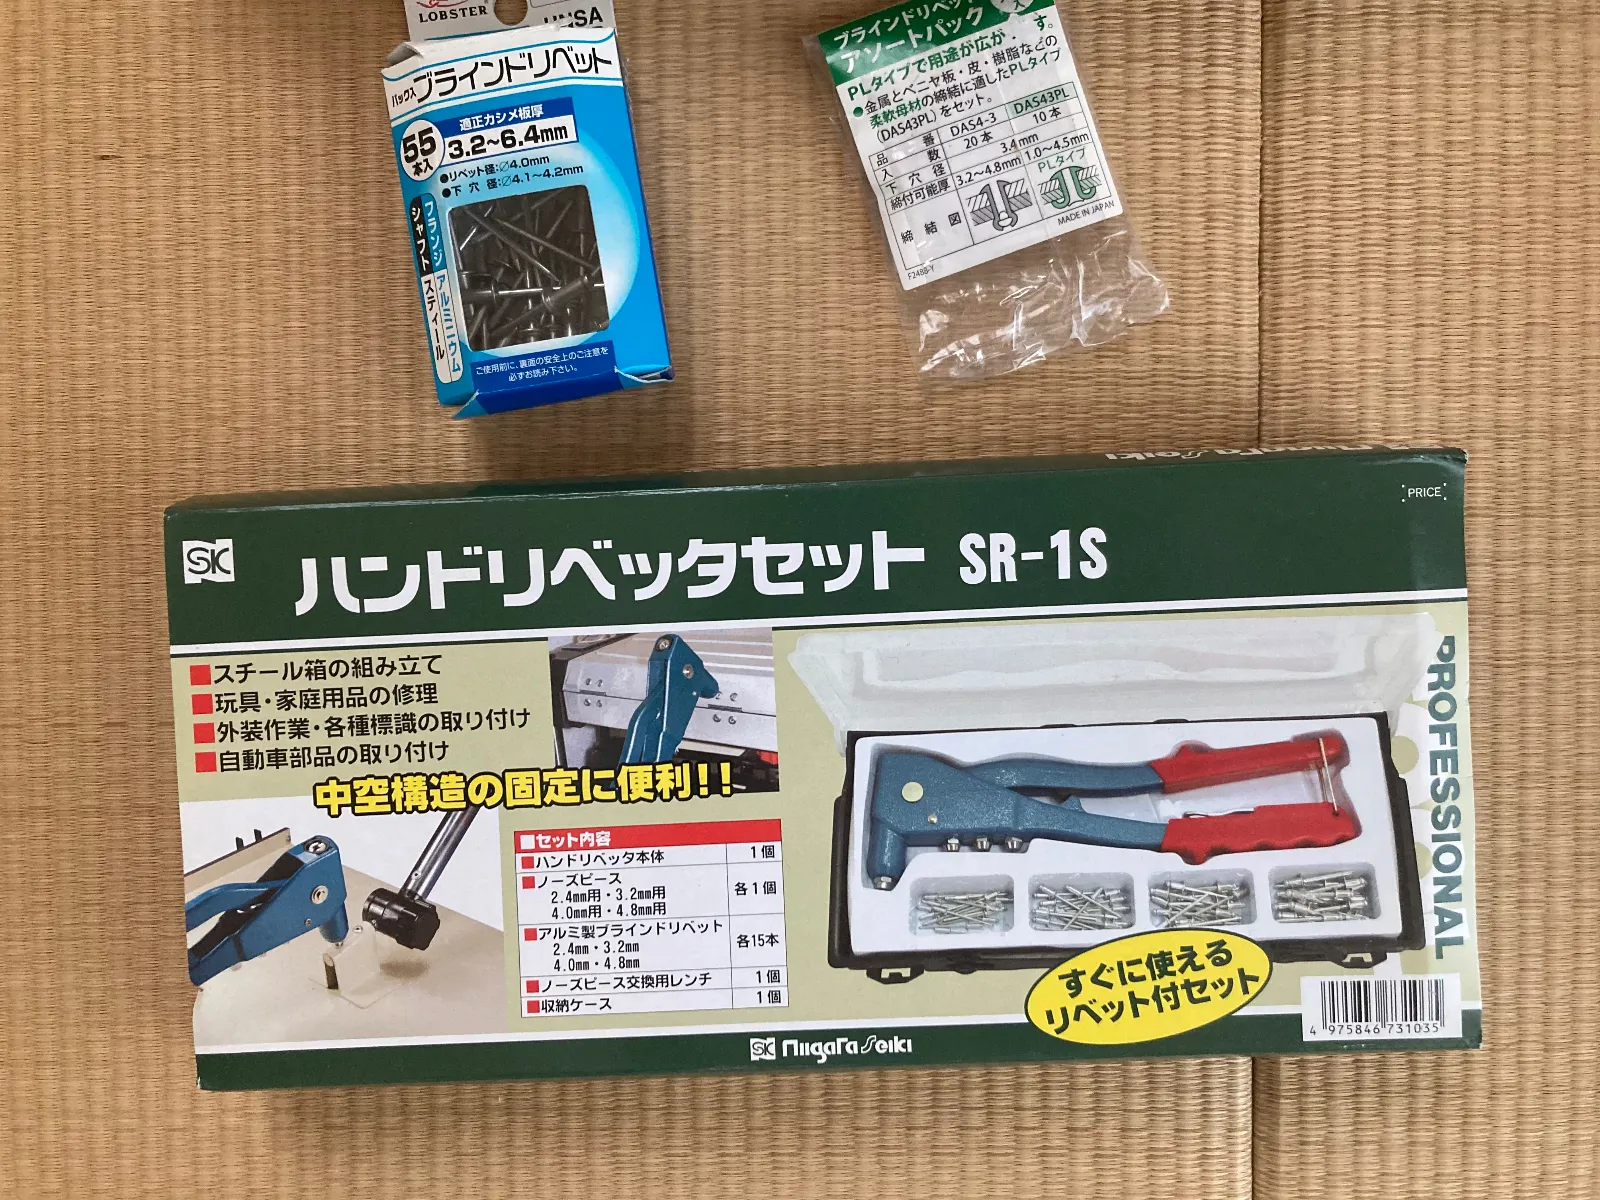 LOBSTER
パックス ブラインドリベット
55本入
適正カシメ板厚
3.2~6.4mm
●リベット径:∅4.0mm
●下穴径:∅4.1~4.2mm
フランジ アルミニウム
シャフト スティール
ご使用前に、裏面の安全上のご注意を
必ずお読み下さい。
ブラインドリベット
アソートパック
PLタイプで用途が広がります。
●金属とベニヤ板・皮・樹脂などの
柔軟母材の締結に適したPLタイプ
(DAS43PL)をセット。
品番 DAS4-3 DAS43PL
入数 20本 10本
下穴径 3.4mm
締付可能厚 3.2~4.8mm 1.0~4.5mm
締結図 PLタイプ
MADE IN JAPAN
F2488-Y
Niigata Seiki
PRICE
SK ハンドリベッタセット SR-1S
■スチール箱の組み立て
■玩具・家庭用品の修理
■外装作業・各種標識の取り付け
■自動車部品の取り付け
中空構造の固定に便利!!
■セット内容
■ハンドリベッタ本体 1個
■ノーズピース 各1個
2.4mm用・3.2mm用
4.0mm用・4.8mm用
■アルミ製ブラインドリベット 各15本
2.4mm・3.2mm
4.0mm・4.8mm
■ノーズピース交換用レンチ 1個
■収納ケース 1個
PROFESSIONAL
すぐに使える
リベット付セット
4 975846 731035
SK Niigata Seiki